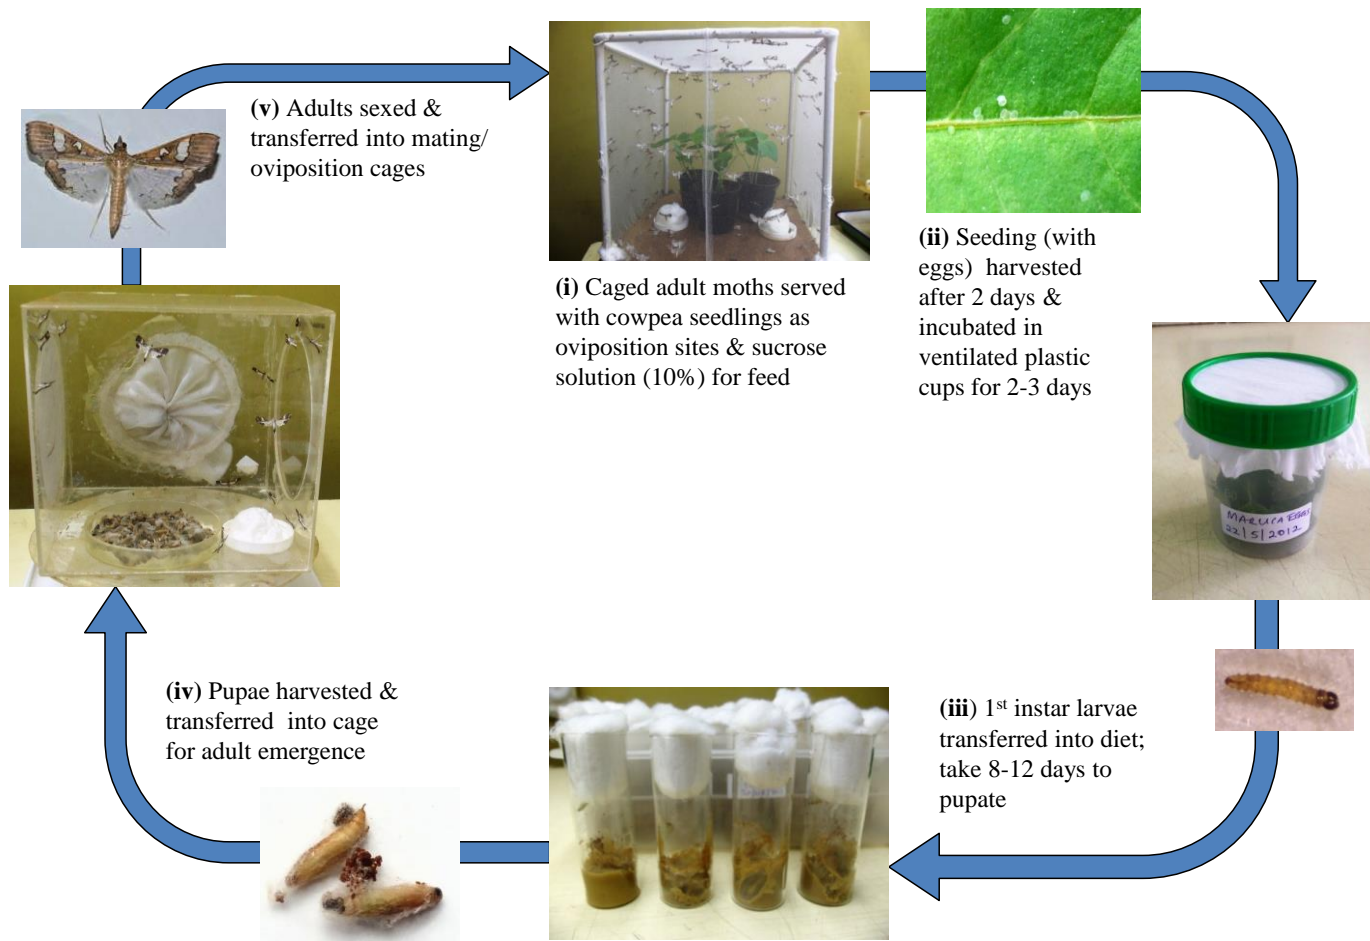 (v) Adults sexed &
transferred into mating/
oviposition cages
(i) Caged adult moths served
with cowpea seedlings as
oviposition sites & sucrose
solution (10%) for feed
(ii) Seeding (with
eggs) harvested
after 2 days &
incubated in
ventilated plastic
cups for 2-3 days
MARUCA EGGS
22/5/2012
(iii) 1st instar larvae
transferred into diet;
take 8-12 days to
pupate
(iv) Pupae harvested &
transferred into cage
for adult emergence